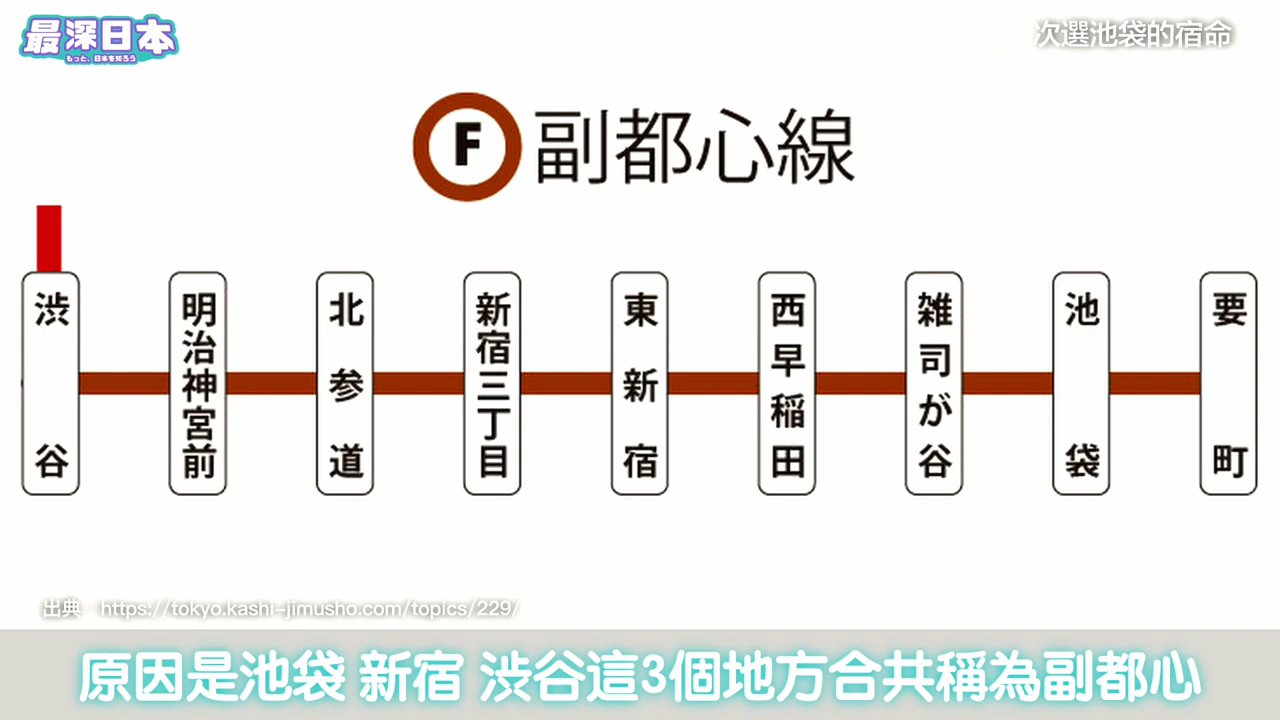 最深日本
もっと、日本を知ろう
次選池袋的宿命
F 副都心線
渋谷
明治神宮前
北参道
新宿三丁目
東新宿
西早稲田
雑司が谷
池袋
要町
出典：https://tokyo.kashi-jimusho.com/topics/229/
原因是池袋 新宿 渋谷這3個地方合共稱為副都心